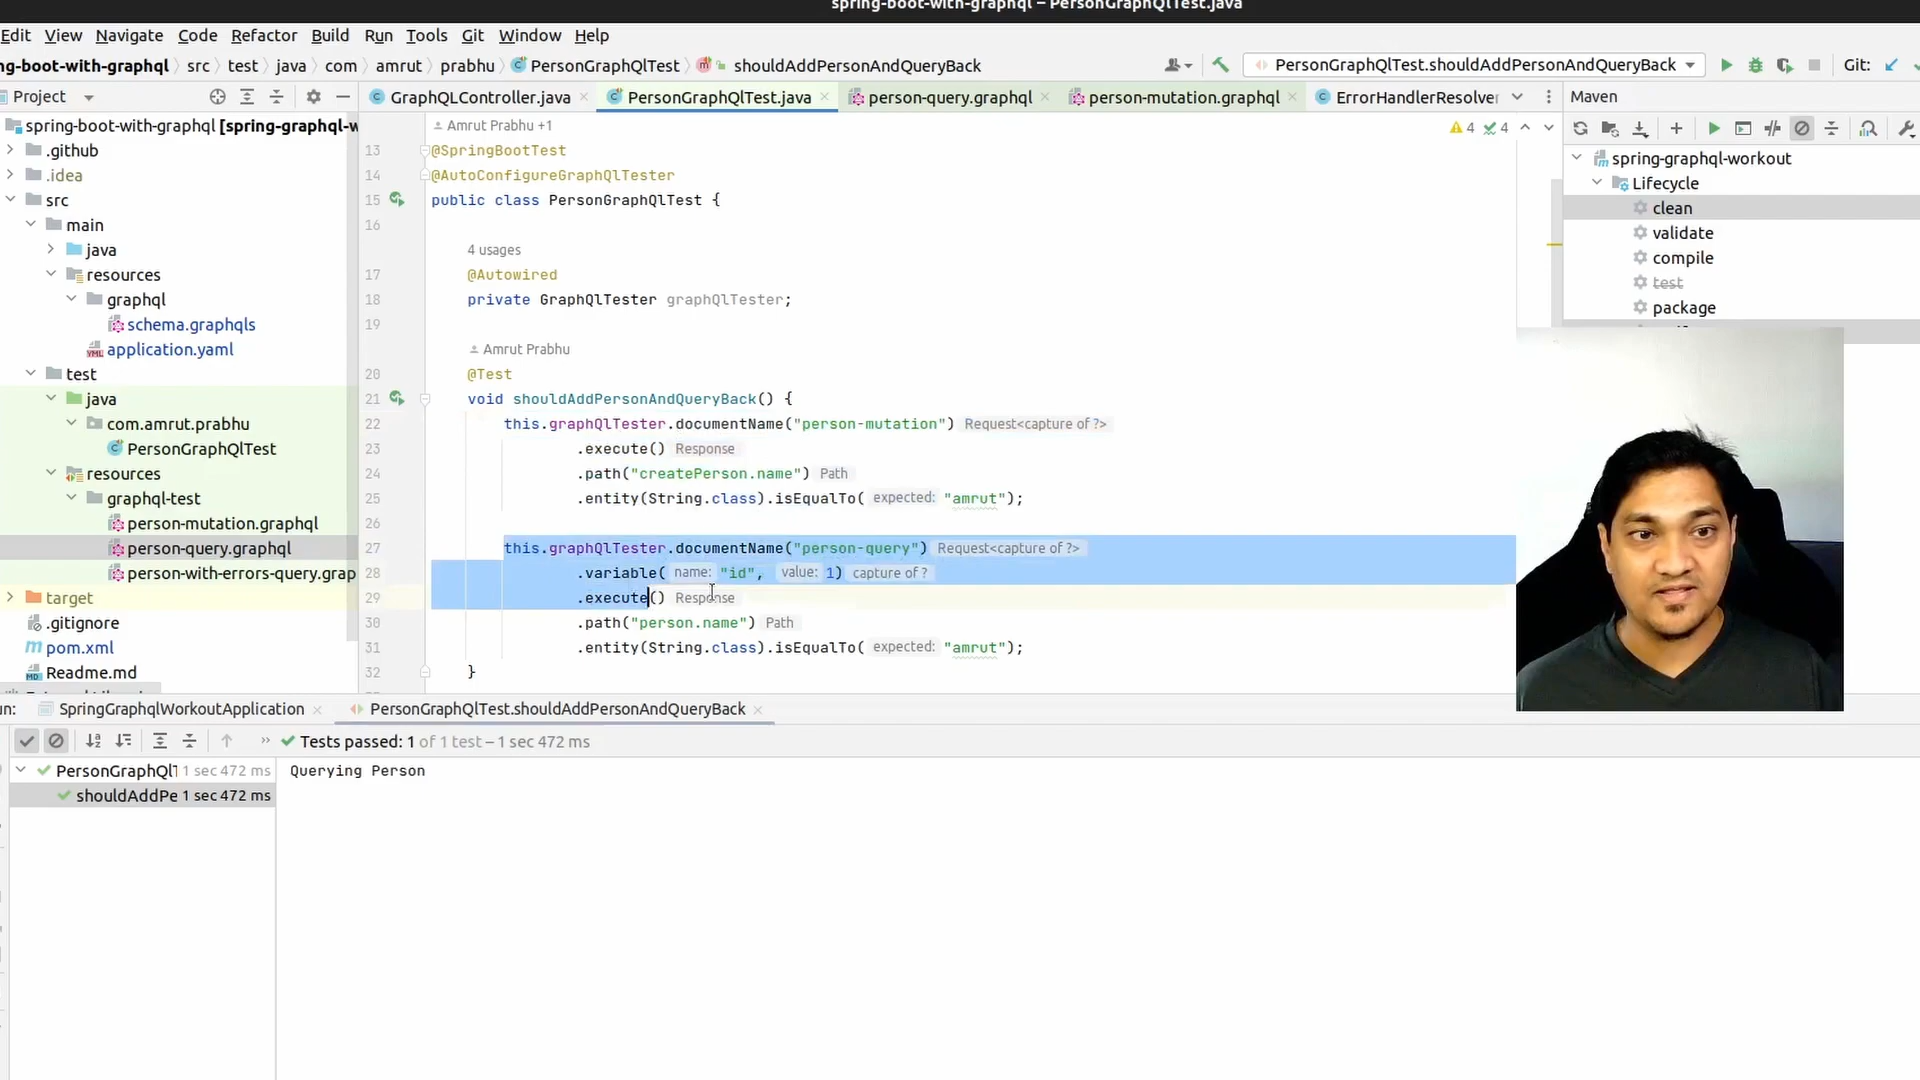 spring-boot-with-graphql – PersonGraphQlTest.java
Edit View Navigate Code Refactor Build Run Tools Git Window Help
ng-boot-with-graphql src test java com amrut prabhu PersonGraphQlTest shouldAddPersonAndQueryBack PersonGraphQlTest.shouldAddPersonAndQueryBack Git:
Project GraphQLController.java PersonGraphQlTest.java person-query.graphql person-mutation.graphql ErrorHandlerResolver Maven
spring-boot-with-graphql [spring-graphql-w
.github
.idea
src
main
java
resources
graphql
schema.graphqls
application.yaml
test
java
com.amrut.prabhu
PersonGraphQlTest
resources
graphql-test
person-mutation.graphql
person-query.graphql
person-with-errors-query.grap
target
.gitignore
pom.xml
Readme.md
Amrut Prabhu +1
4 4
13 @SpringBootTest
14 @AutoConfigureGraphQlTester
15 public class PersonGraphQlTest {
16
4 usages
17 @Autowired
18 private GraphQlTester graphQlTester;
19
Amrut Prabhu
20 @Test
21 void shouldAddPersonAndQueryBack() {
22 this.graphQlTester.documentName("person-mutation") Request<capture of ?>
23 .execute() Response
24 .path("createPerson.name") Path
25 .entity(String.class).isEqualTo( expected: "amrut");
26
27 this.graphQlTester.documentName("person-query") Request<capture of ?>
28 .variable( name: "id", value: 1) capture of ?
29 .execute() Response
30 .path("person.name") Path
31 .entity(String.class).isEqualTo( expected: "amrut");
32 }
spring-graphql-workout
Lifecycle
clean
validate
compile
test
package
un: SpringGraphqlWorkoutApplication PersonGraphQlTest.shouldAddPersonAndQueryBack
Tests passed: 1 of 1 test – 1 sec 472 ms
PersonGraphQlT 1 sec 472 ms
shouldAddPe 1 sec 472 ms
Querying Person